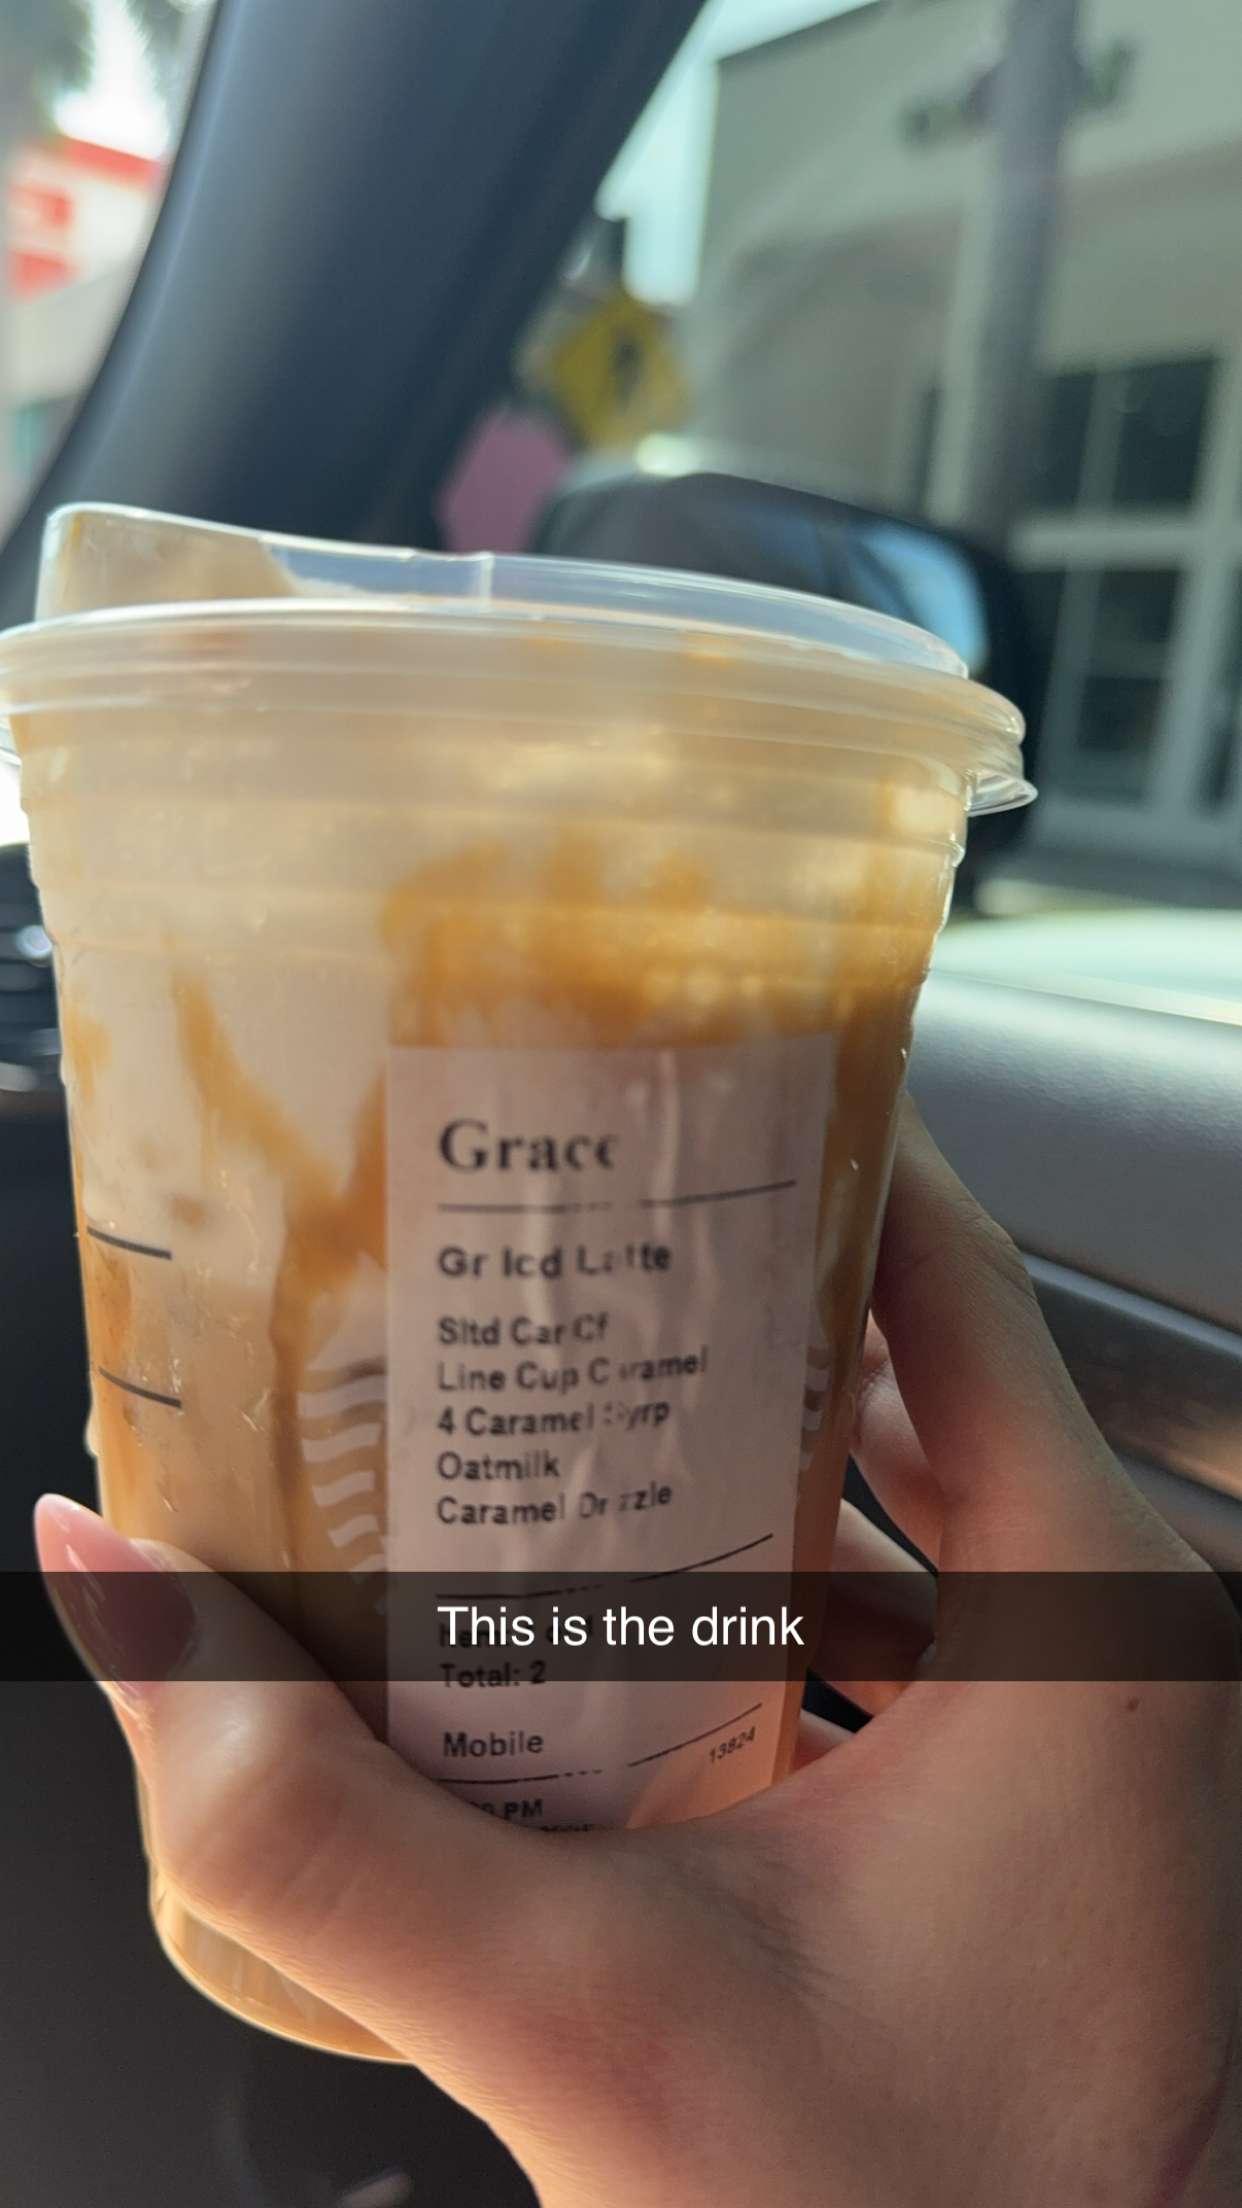 Grace
Gr Icd Latte
Sltd Car Cf
Line Cup Caramel
4 Caramel Syrp
Oatmilk
Caramel Drizzle
This is the drink
Total: 2
Mobile
13824
PM